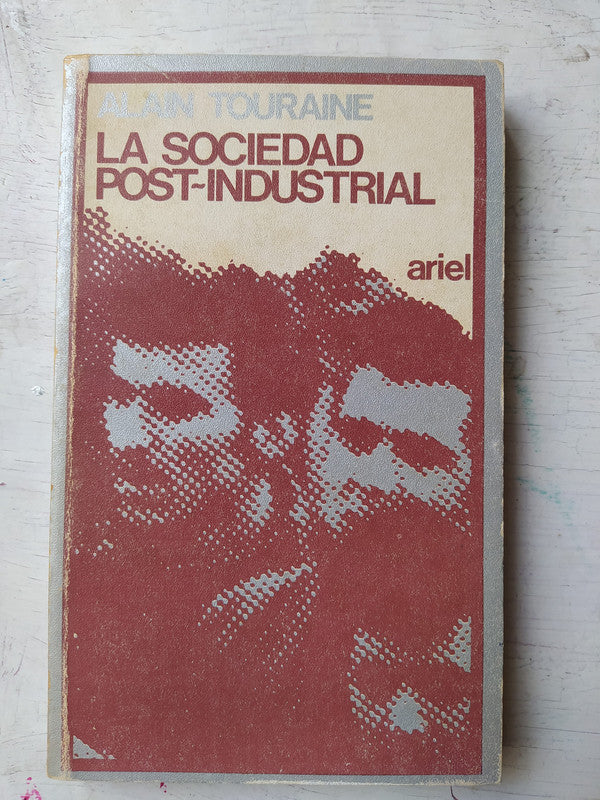 ALAIN TOURAINE
LA SOCIEDAD
POST-INDUSTRIAL
ariel